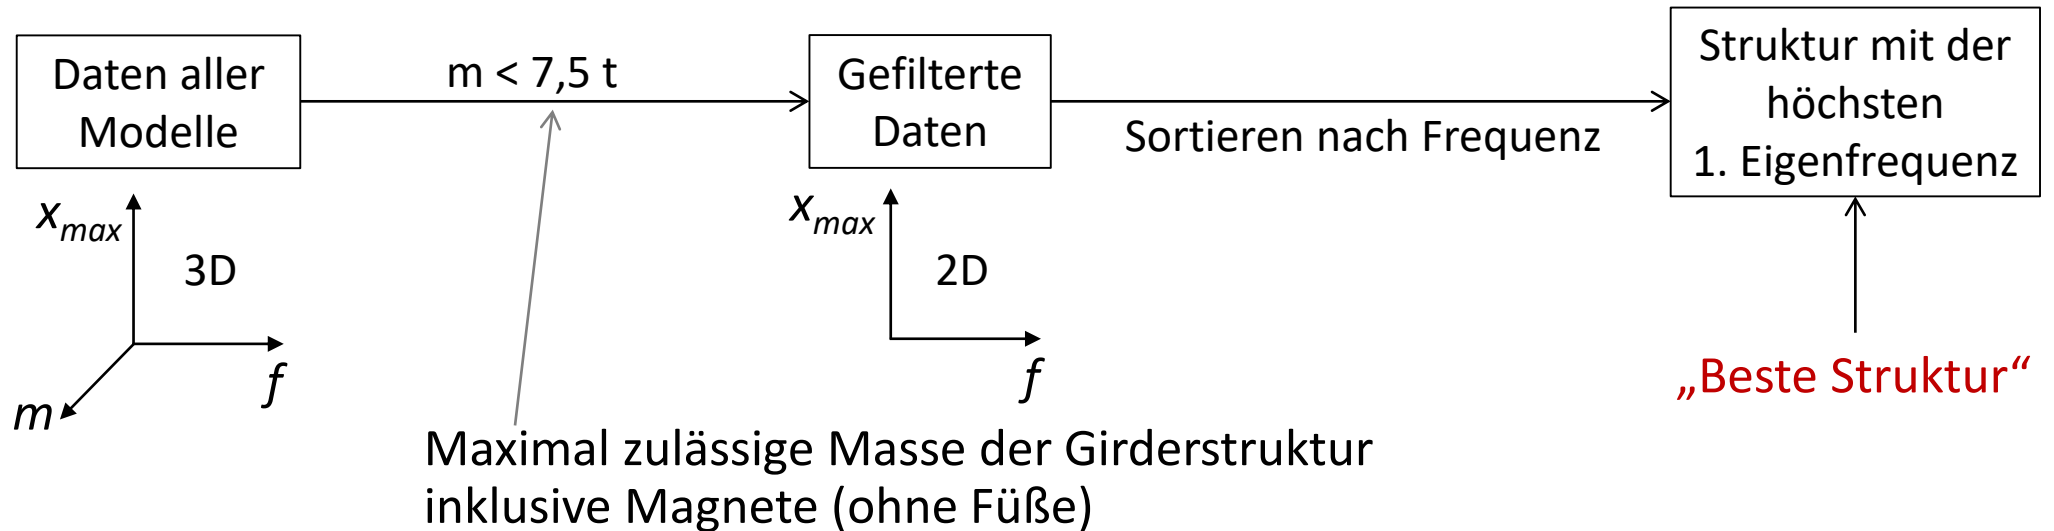 Daten aller
Modelle
m < 7,5 t
Gefilterte
Daten
Sortieren nach Frequenz
Struktur mit der
höchsten
1. Eigenfrequenz
x_max
3D
f
m
x_max
2D
f
„Beste Struktur“
Maximal zulässige Masse der Girderstruktur
inklusive Magnete (ohne Füße)